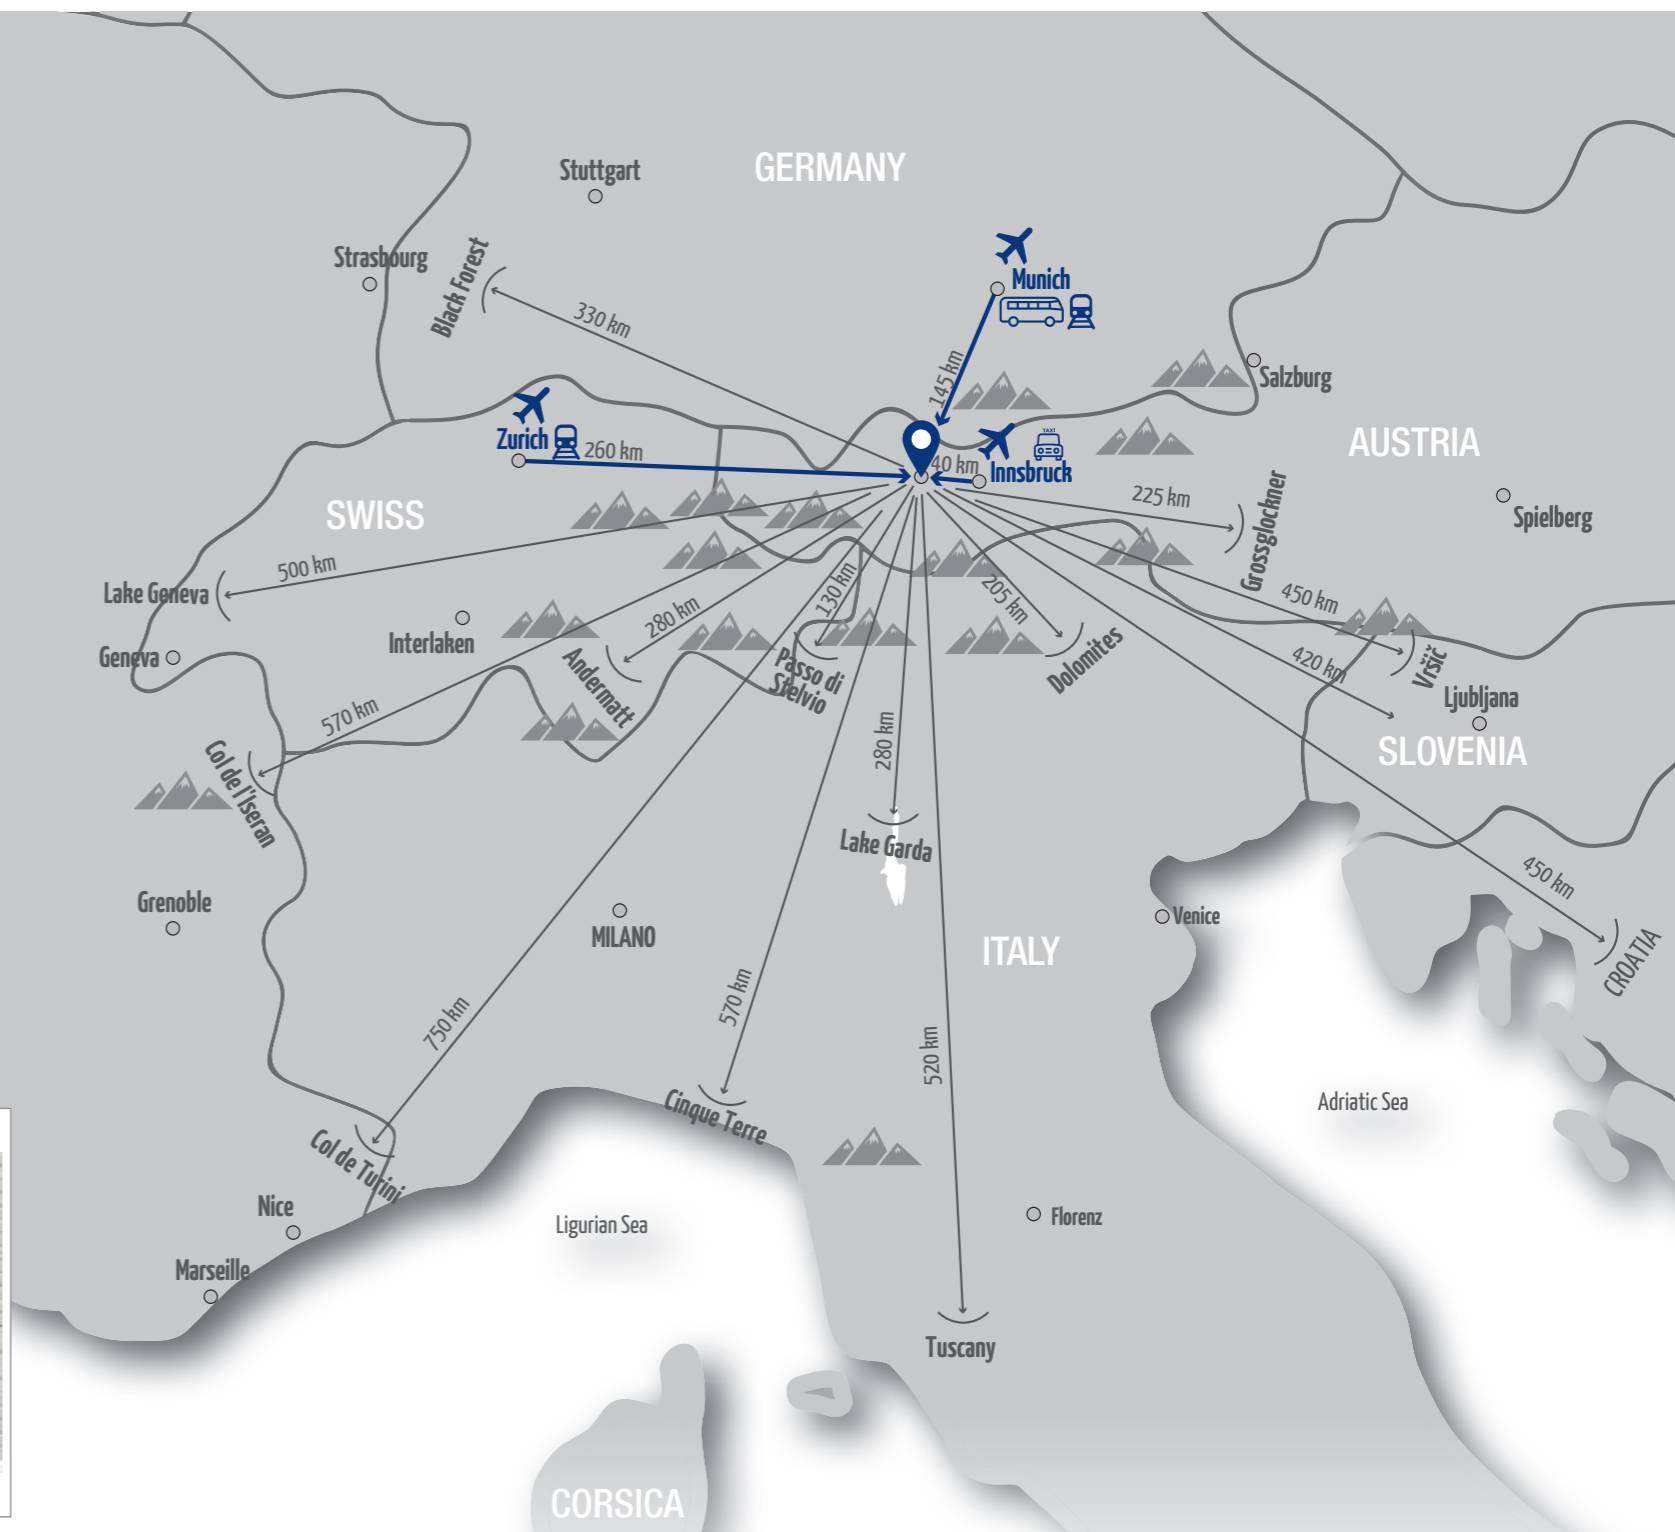 GERMANY
Stuttgart
Strasbourg
Black Forest
330 km
Munich
145 km
Salzburg
Zurich
260 km
40 km
TAXI
Innsbruck
AUSTRIA
SWISS
225 km
Grossglockner
Spielberg
500 km
Lake Geneva
Geneva
Interlaken
280 km
Andermatt
130 km
Passo di
Stelvio
205 km
Dolomites
450 km
Vršič
420 km
Ljubljana
SLOVENIA
570 km
Col de l'Iseran
280 km
Lake Garda
Grenoble
MILANO
ITALY
Venice
450 km
CROATIA
750 km
570 km
520 km
Cinque Terre
Adriatic Sea
Col de Turini
Nice
Ligurian Sea
Florenz
Marseille
Tuscany
CORSICA